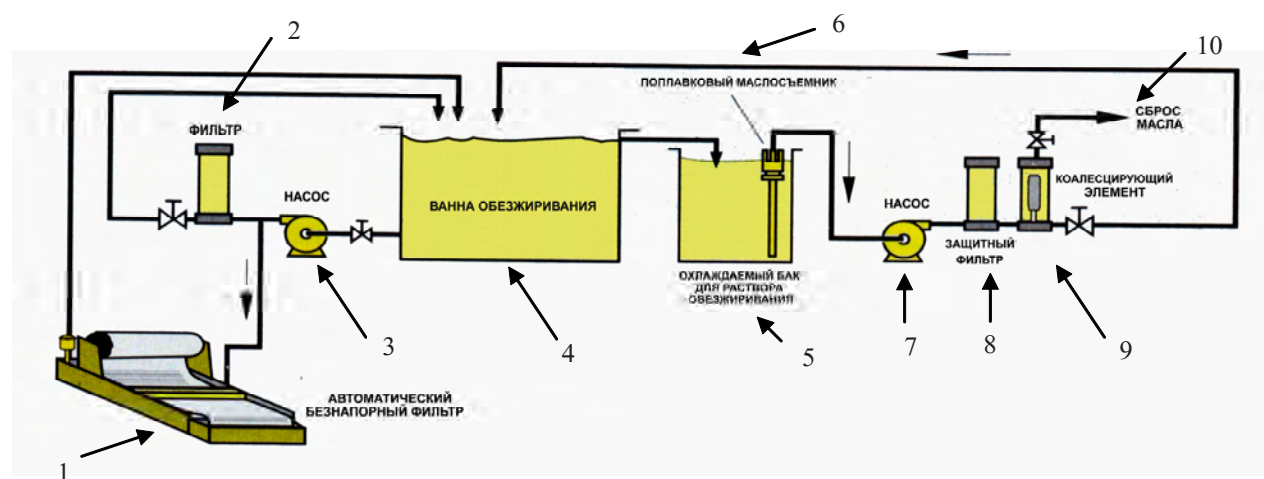 2
6
10
ПОПЛАВКОВЫЙ МАСЛОСЪЕМНИК
СБРОС
МАСЛА
ФИЛЬТР
КОАЛЕСЦИРУЮЩИЙ
ЭЛЕМЕНТ
НАСОС
ВАННА ОБЕЗЖИРИВАНИЯ
НАСОС
ЗАЩИТНЫЙ
ФИЛЬТР
ОХЛАЖДАЕМЫЙ БАК
ДЛЯ РАСТВОРА
ОБЕЗЖИРИВАНИЯ
3
4
5
7
8
9
АВТОМАТИЧЕСКИЙ
БЕЗНАПОРНЫЙ ФИЛЬТР
1